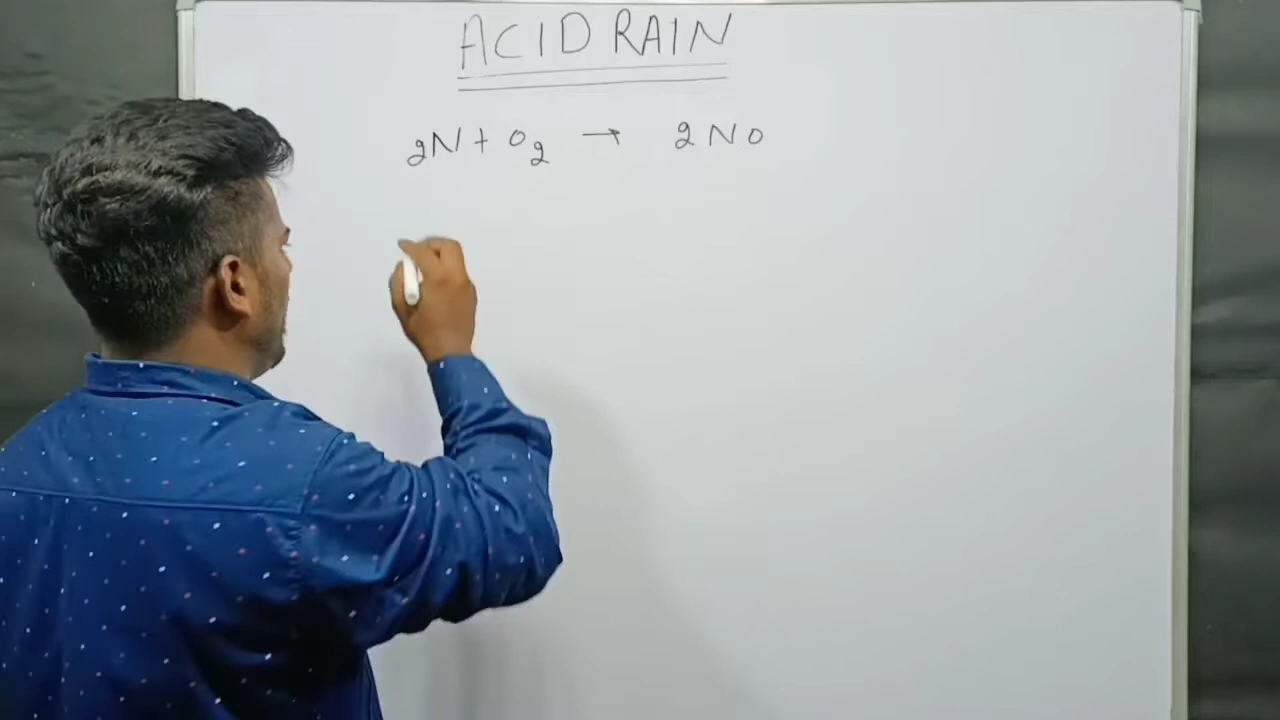 ACID RAIN
2N + O2 → 2NO